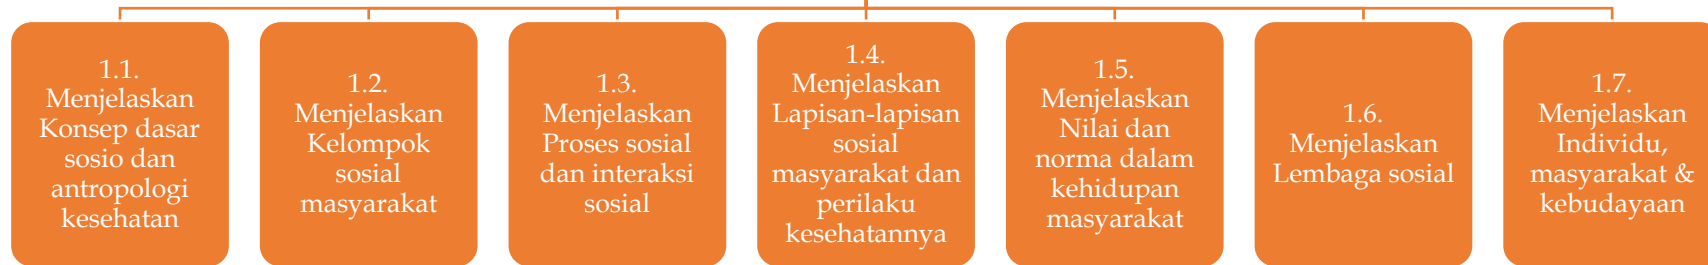 1.1.
Menjelaskan
Konsep dasar
sosio dan
antropologi
kesehatan
1.2.
Menjelaskan
Kelompok
sosial
masyarakat
1.3.
Menjelaskan
Proses sosial
dan interaksi
sosial
1.4.
Menjelaskan
Lapisan-lapisan
sosial
masyarakat dan
perilaku
kesehatannya
1.5.
Menjelaskan
Nilai dan
norma dalam
kehidupan
masyarakat
1.6.
Menjelaskan
Lembaga sosial
1.7.
Menjelaskan
Individu,
masyarakat &
kebudayaan